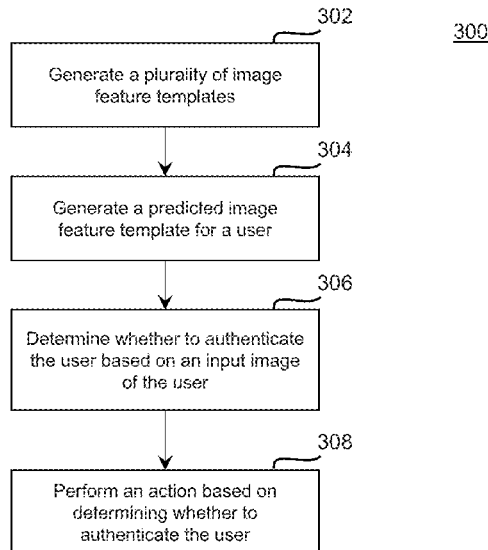 302
300
Generate a plurality of image
feature templates
304
Generate a predicted image
feature template for a user
306
Determine whether to authenticate
the user based on an input image
of the user
308
Perform an action based on
determining whether to
authenticate the user